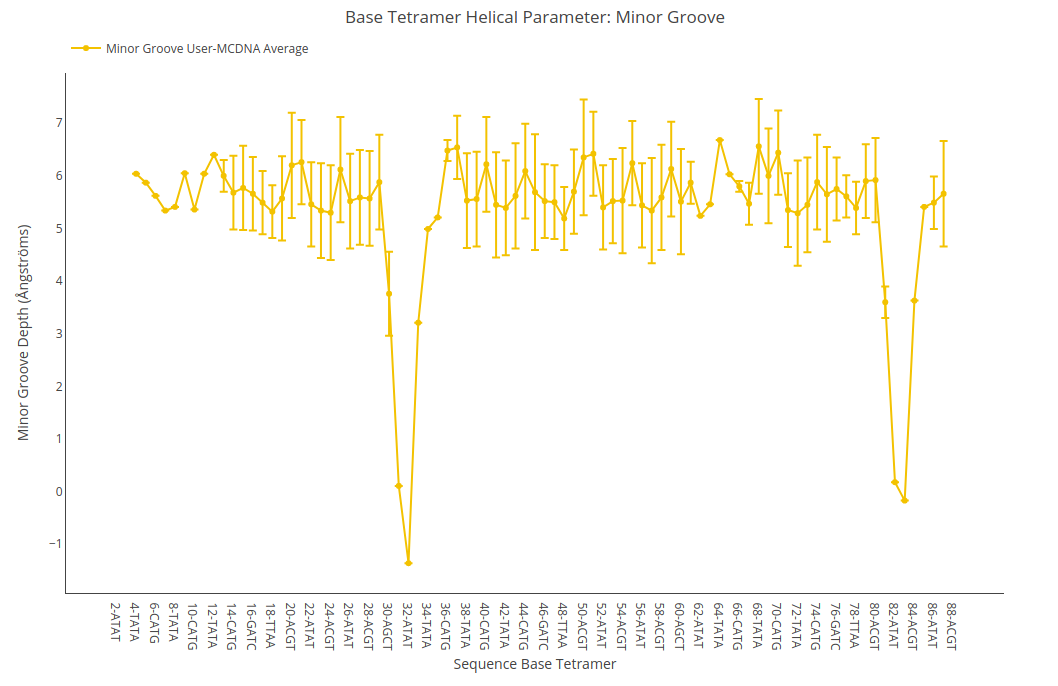 Base Tetramer Helical Parameter: Minor Groove
Minor Groove User-MCDNA Average
7
6
5
4
3
2
1
0
−1
Minor Groove Depth (Ångströms)
2-ATAT
4-TATA
6-CATG
8-TATA
10-CATG
12-TATA
14-CATG
16-GATC
18-TTAA
20-ACGT
22-ATAT
24-ACGT
26-ATAT
28-ACGT
30-AGCT
32-ATAT
34-TATA
36-CATG
38-TATA
40-CATG
42-TATA
44-CATG
46-GATC
48-TTAA
50-ACGT
52-ATAT
54-ACGT
56-ATAT
58-ACGT
60-AGCT
62-ATAT
64-TATA
66-CATG
68-TATA
70-CATG
72-TATA
74-CATG
76-GATC
78-TTAA
80-ACGT
82-ATAT
84-ACGT
86-ATAT
88-ACGT
Sequence Base Tetramer